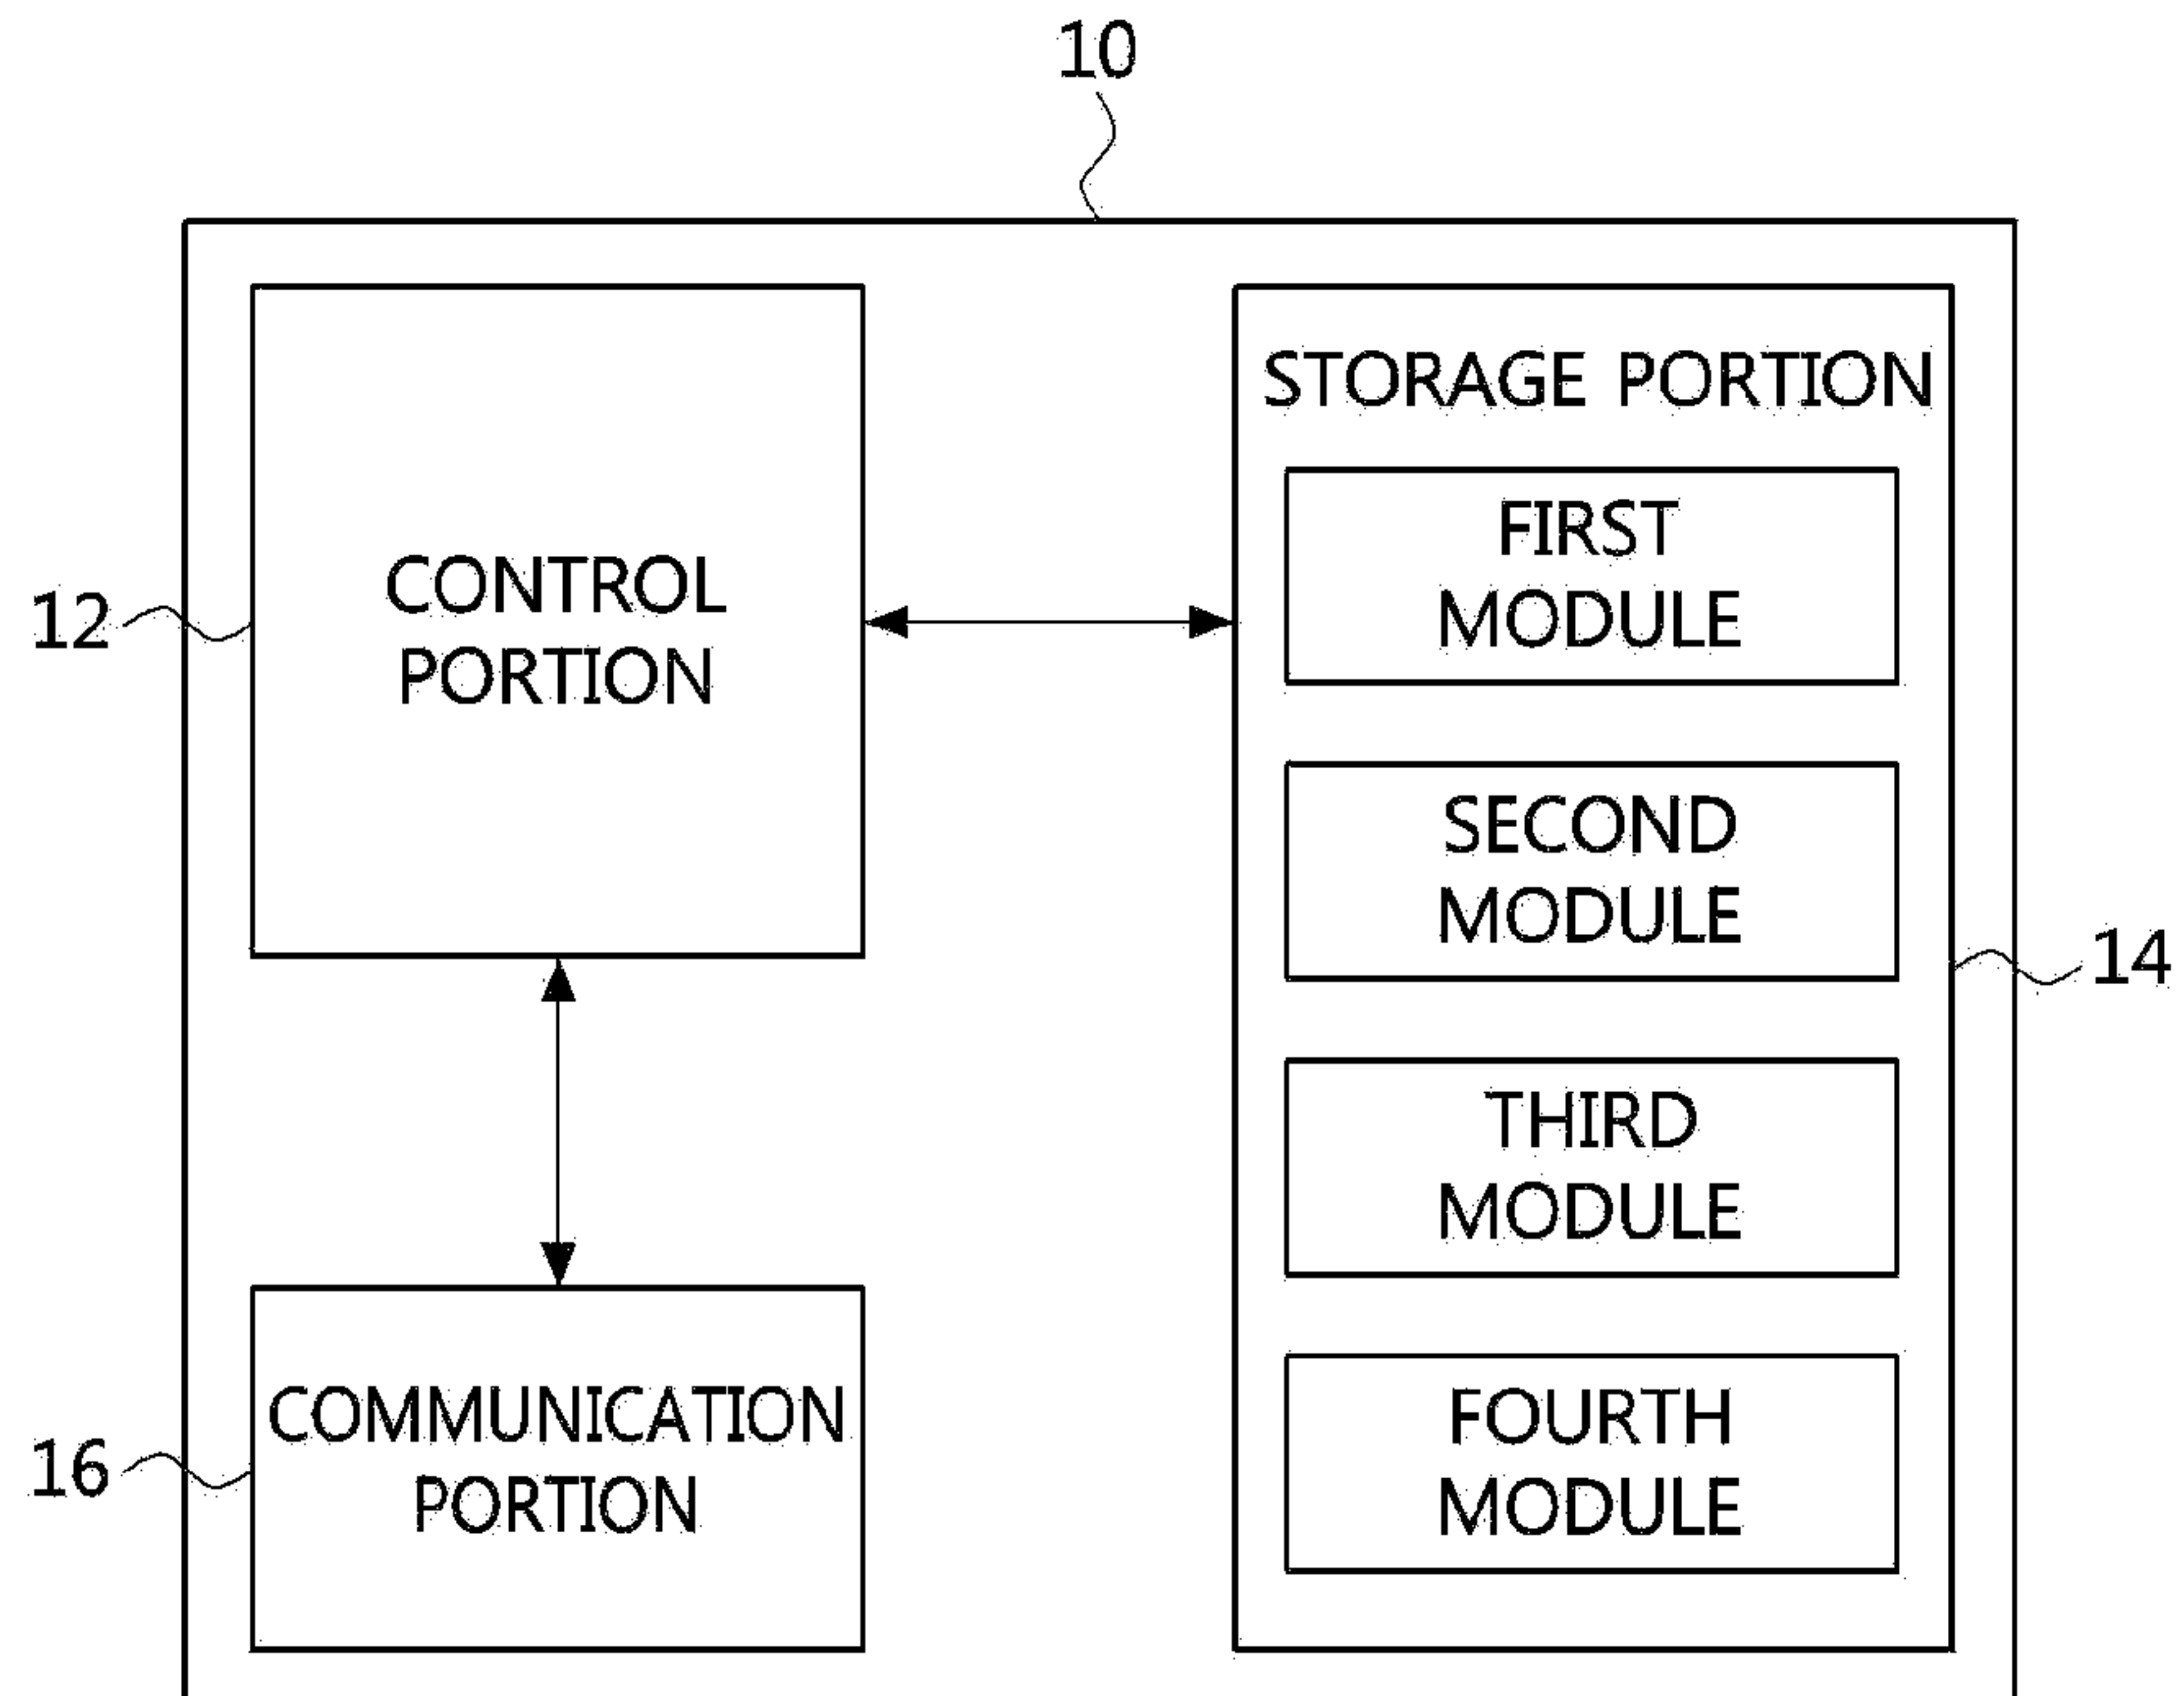 10
12
CONTROL
PORTION
STORAGE PORTION
FIRST
MODULE
SECOND
MODULE
THIRD
MODULE
FOURTH
MODULE
14
16
COMMUNICATION
PORTION